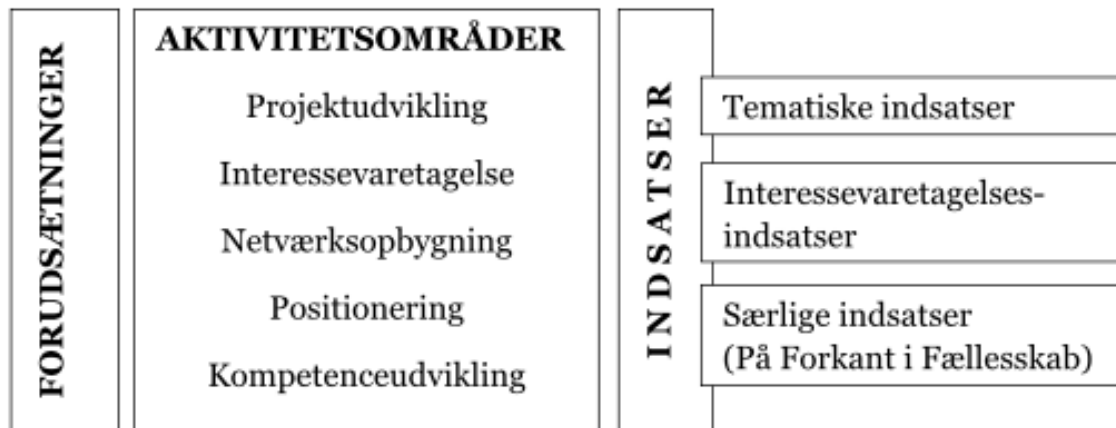 FORUDSÆTNINGER
AKTIVITETSOMRÅDER
Projektudvikling
Interessevaretagelse
Netværksopbygning
Positionering
Kompetenceudvikling
INDSATSER
Tematiske indsatser
Interessevaretagelses-
indsatser
Særlige indsatser
(På Forkant i Fællesskab)